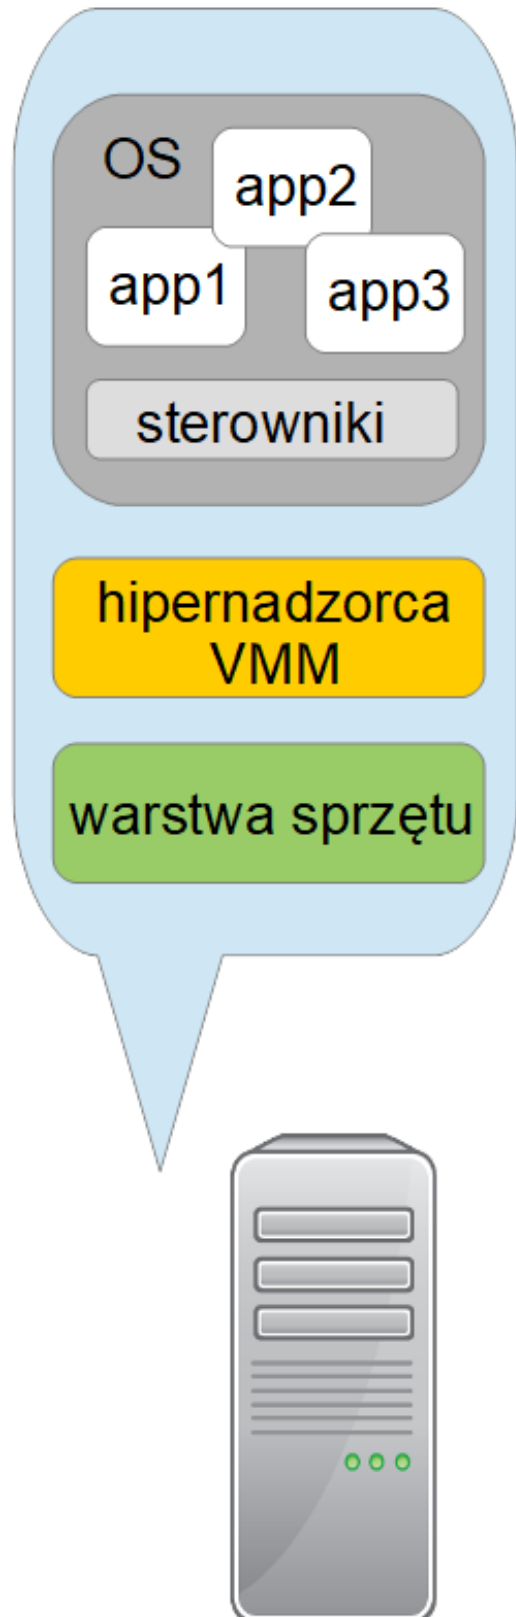 OS
app2
app1
app3
sterowniki
hipernadzorca
VMM
warstwa sprzętu